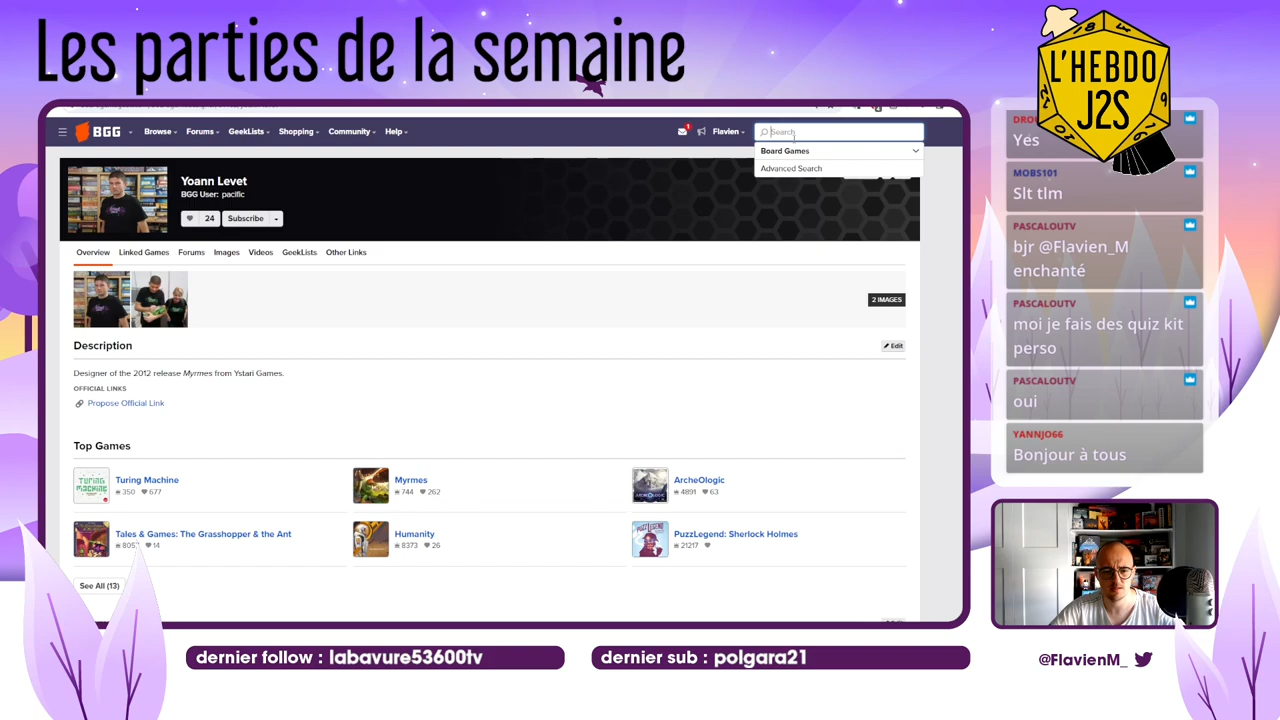 Les parties de la semaine
L'HEBDO
J2S
BGG
Browse
Forums
GeekLists
Shopping
Community
Help
1
Flavien
Search
Board Games
Advanced Search
Yoann Levet
BGG User: pacific
24
Subscribe
Overview
Linked Games
Forums
Images
Videos
GeekLists
Other Links
2 IMAGES
Description
Edit
Designer of the 2012 release Myrmes from Ystari Games.
OFFICIAL LINKS
Propose Official Link
Top Games
Turing Machine
350 677
Myrmes
744 262
ArcheOlogic
4891 63
Tales & Games: The Grasshopper & the Ant
805 14
Humanity
8373 26
PuzzLegend: Sherlock Holmes
21217
See All (13)
Yes
MOBS101
Slt tlm
PASCALOUTV
bjr @Flavien_M
enchanté
PASCALOUTV
moi je fais des quiz kit
perso
PASCALOUTV
oui
YANNJO66
Bonjour à tous
dernier follow : labavure53600tv
dernier sub : polgara21
@FlavienM_